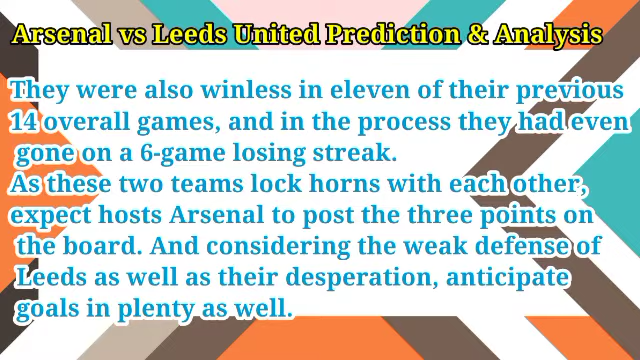 Arsenal vs Leeds United Prediction & Analysis
They were also winless in eleven of their previous
14 overall games, and in the process they had even
gone on a 6-game losing streak.
As these two teams lock horns with each other,
expect hosts Arsenal to post the three points on
the board. And considering the weak defense of
Leeds as well as their desperation, anticipate
goals in plenty as well.